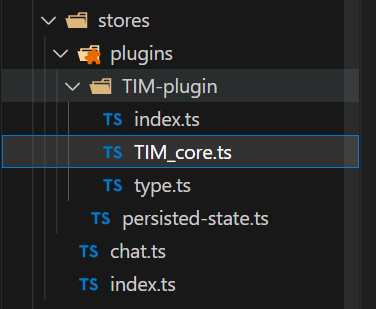 stores
plugins
TIM-plugin
TS index.ts
TS TIM_core.ts
TS type.ts
TS persisted-state.ts
TS chat.ts
TS index.ts